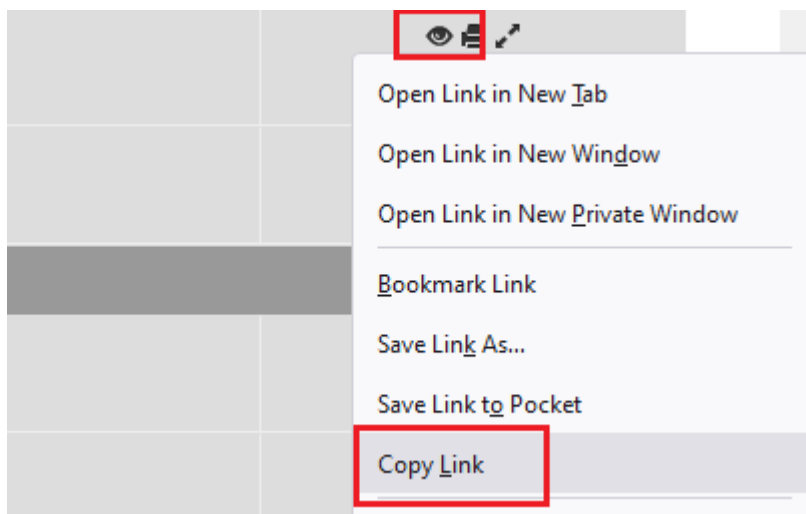 Open Link in New Tab
Open Link in New Window
Open Link in New Private Window
Bookmark Link
Save Link As...
Save Link to Pocket
Copy Link